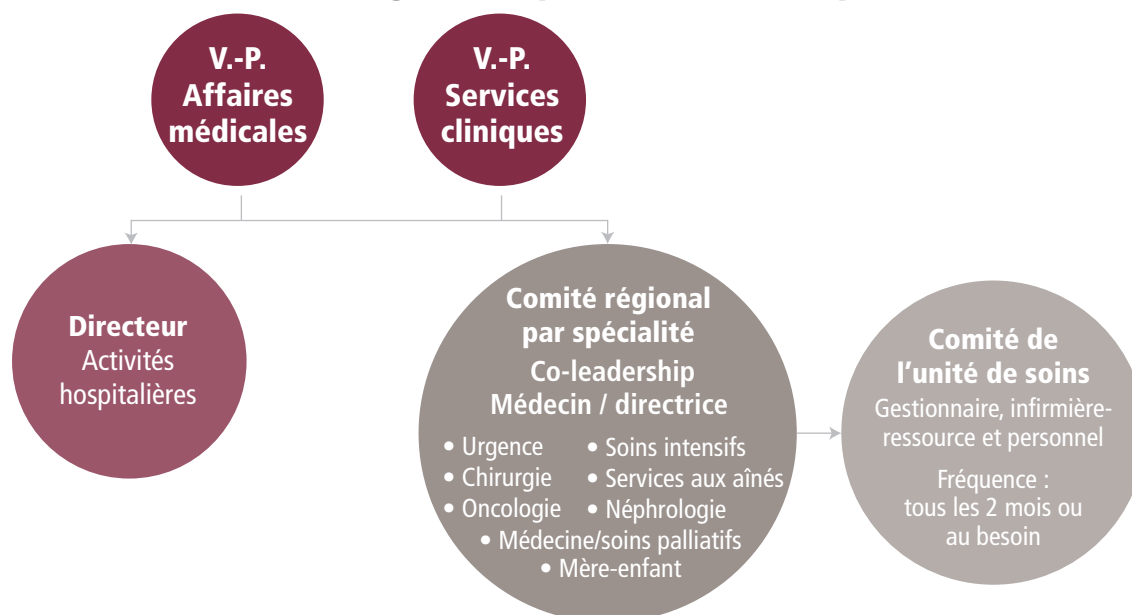 V.-P.
Affaires
médicales
V.-P.
Services
cliniques
Directeur
Activités
hospitalières
Comité régional
par spécialité
Co-leadership
Médecin / directrice
• Urgence
• Chirurgie
• Oncologie
• Soins intensifs
• Services aux aînés
• Néphrologie
• Médecine/soins palliatifs
• Mère-enfant
Comité de
l'unité de soins
Gestionnaire, infirmière-
ressource et personnel
Fréquence :
tous les 2 mois ou
au besoin